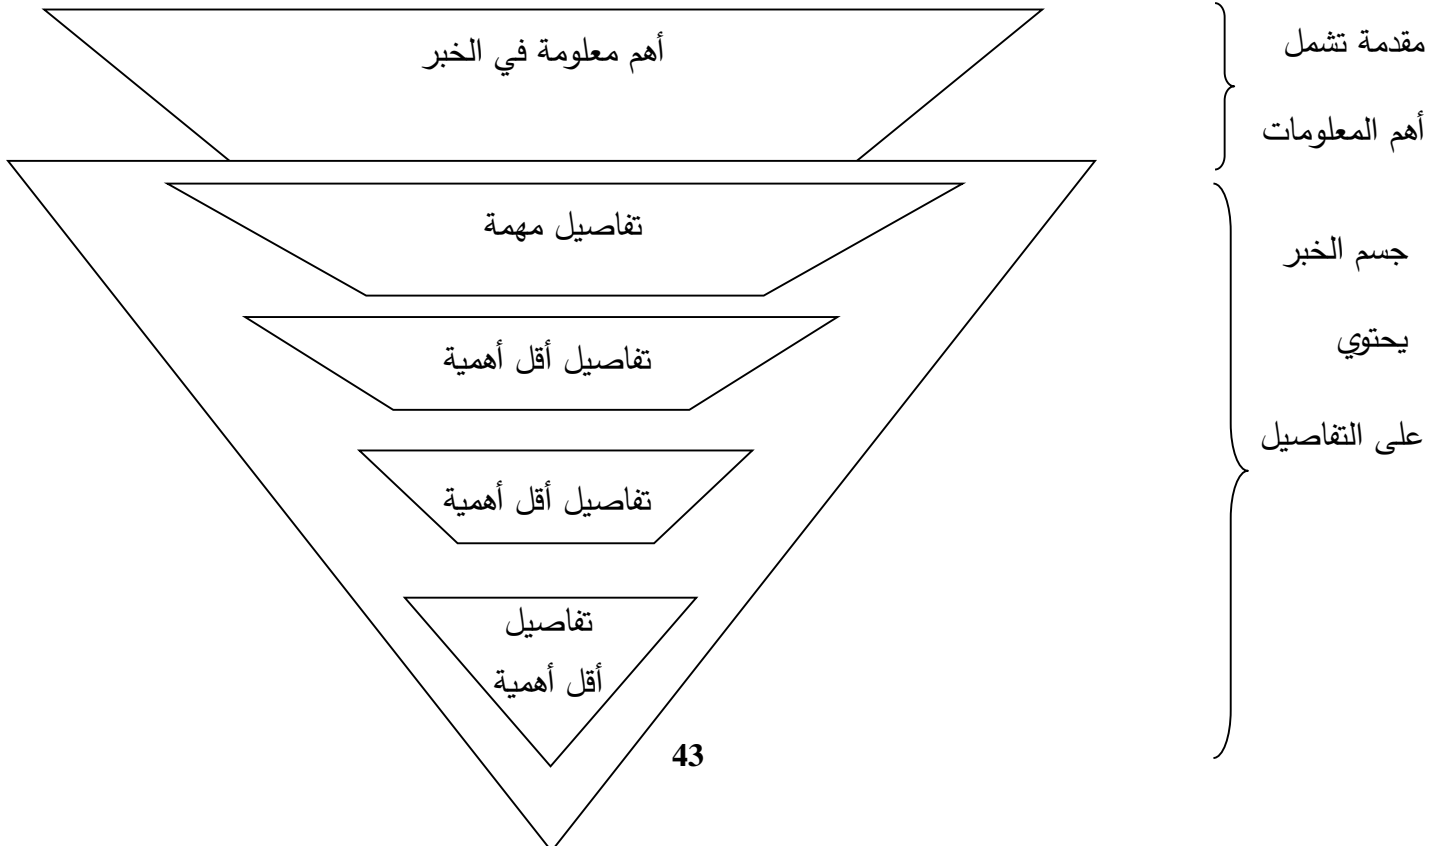 مقدمة تشمل
أهم المعلومات
أهم معلومة في الخبر
جسم الخبر
يحتوي
على التفاصيل
تفاصيل مهمة
تفاصيل أقل أهمية
تفاصيل أقل أهمية
تفاصيل
أقل أهمية
43